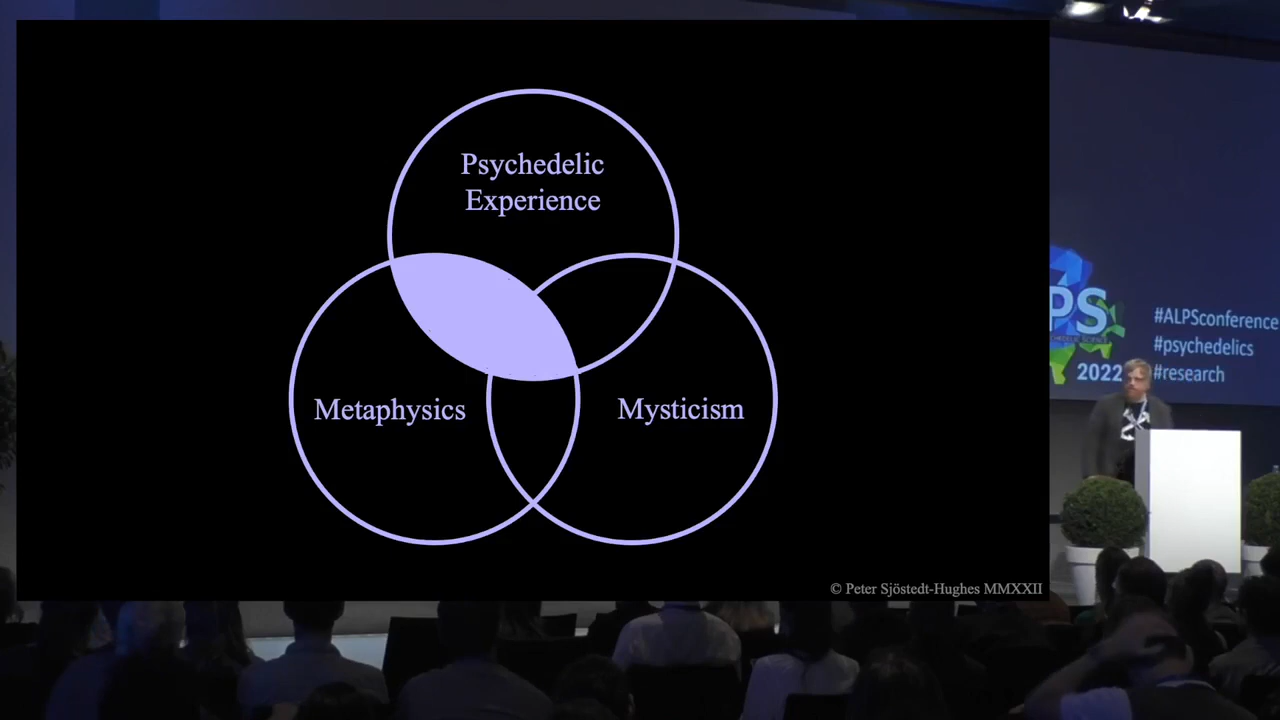 Psychedelic
Experience
Metaphysics
Mysticism
© Peter Sjöstedt-Hughes MMXXII
PS
2022
#ALPSconference
#psychedelics
#research